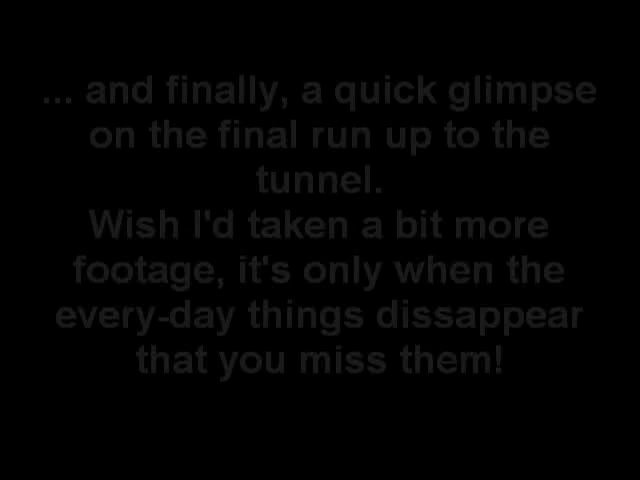 ... and finally, a quick glimpse
on the final run up to the
tunnel.
Wish I'd taken a bit more
footage, it's only when the
every-day things dissappear
that you miss them!